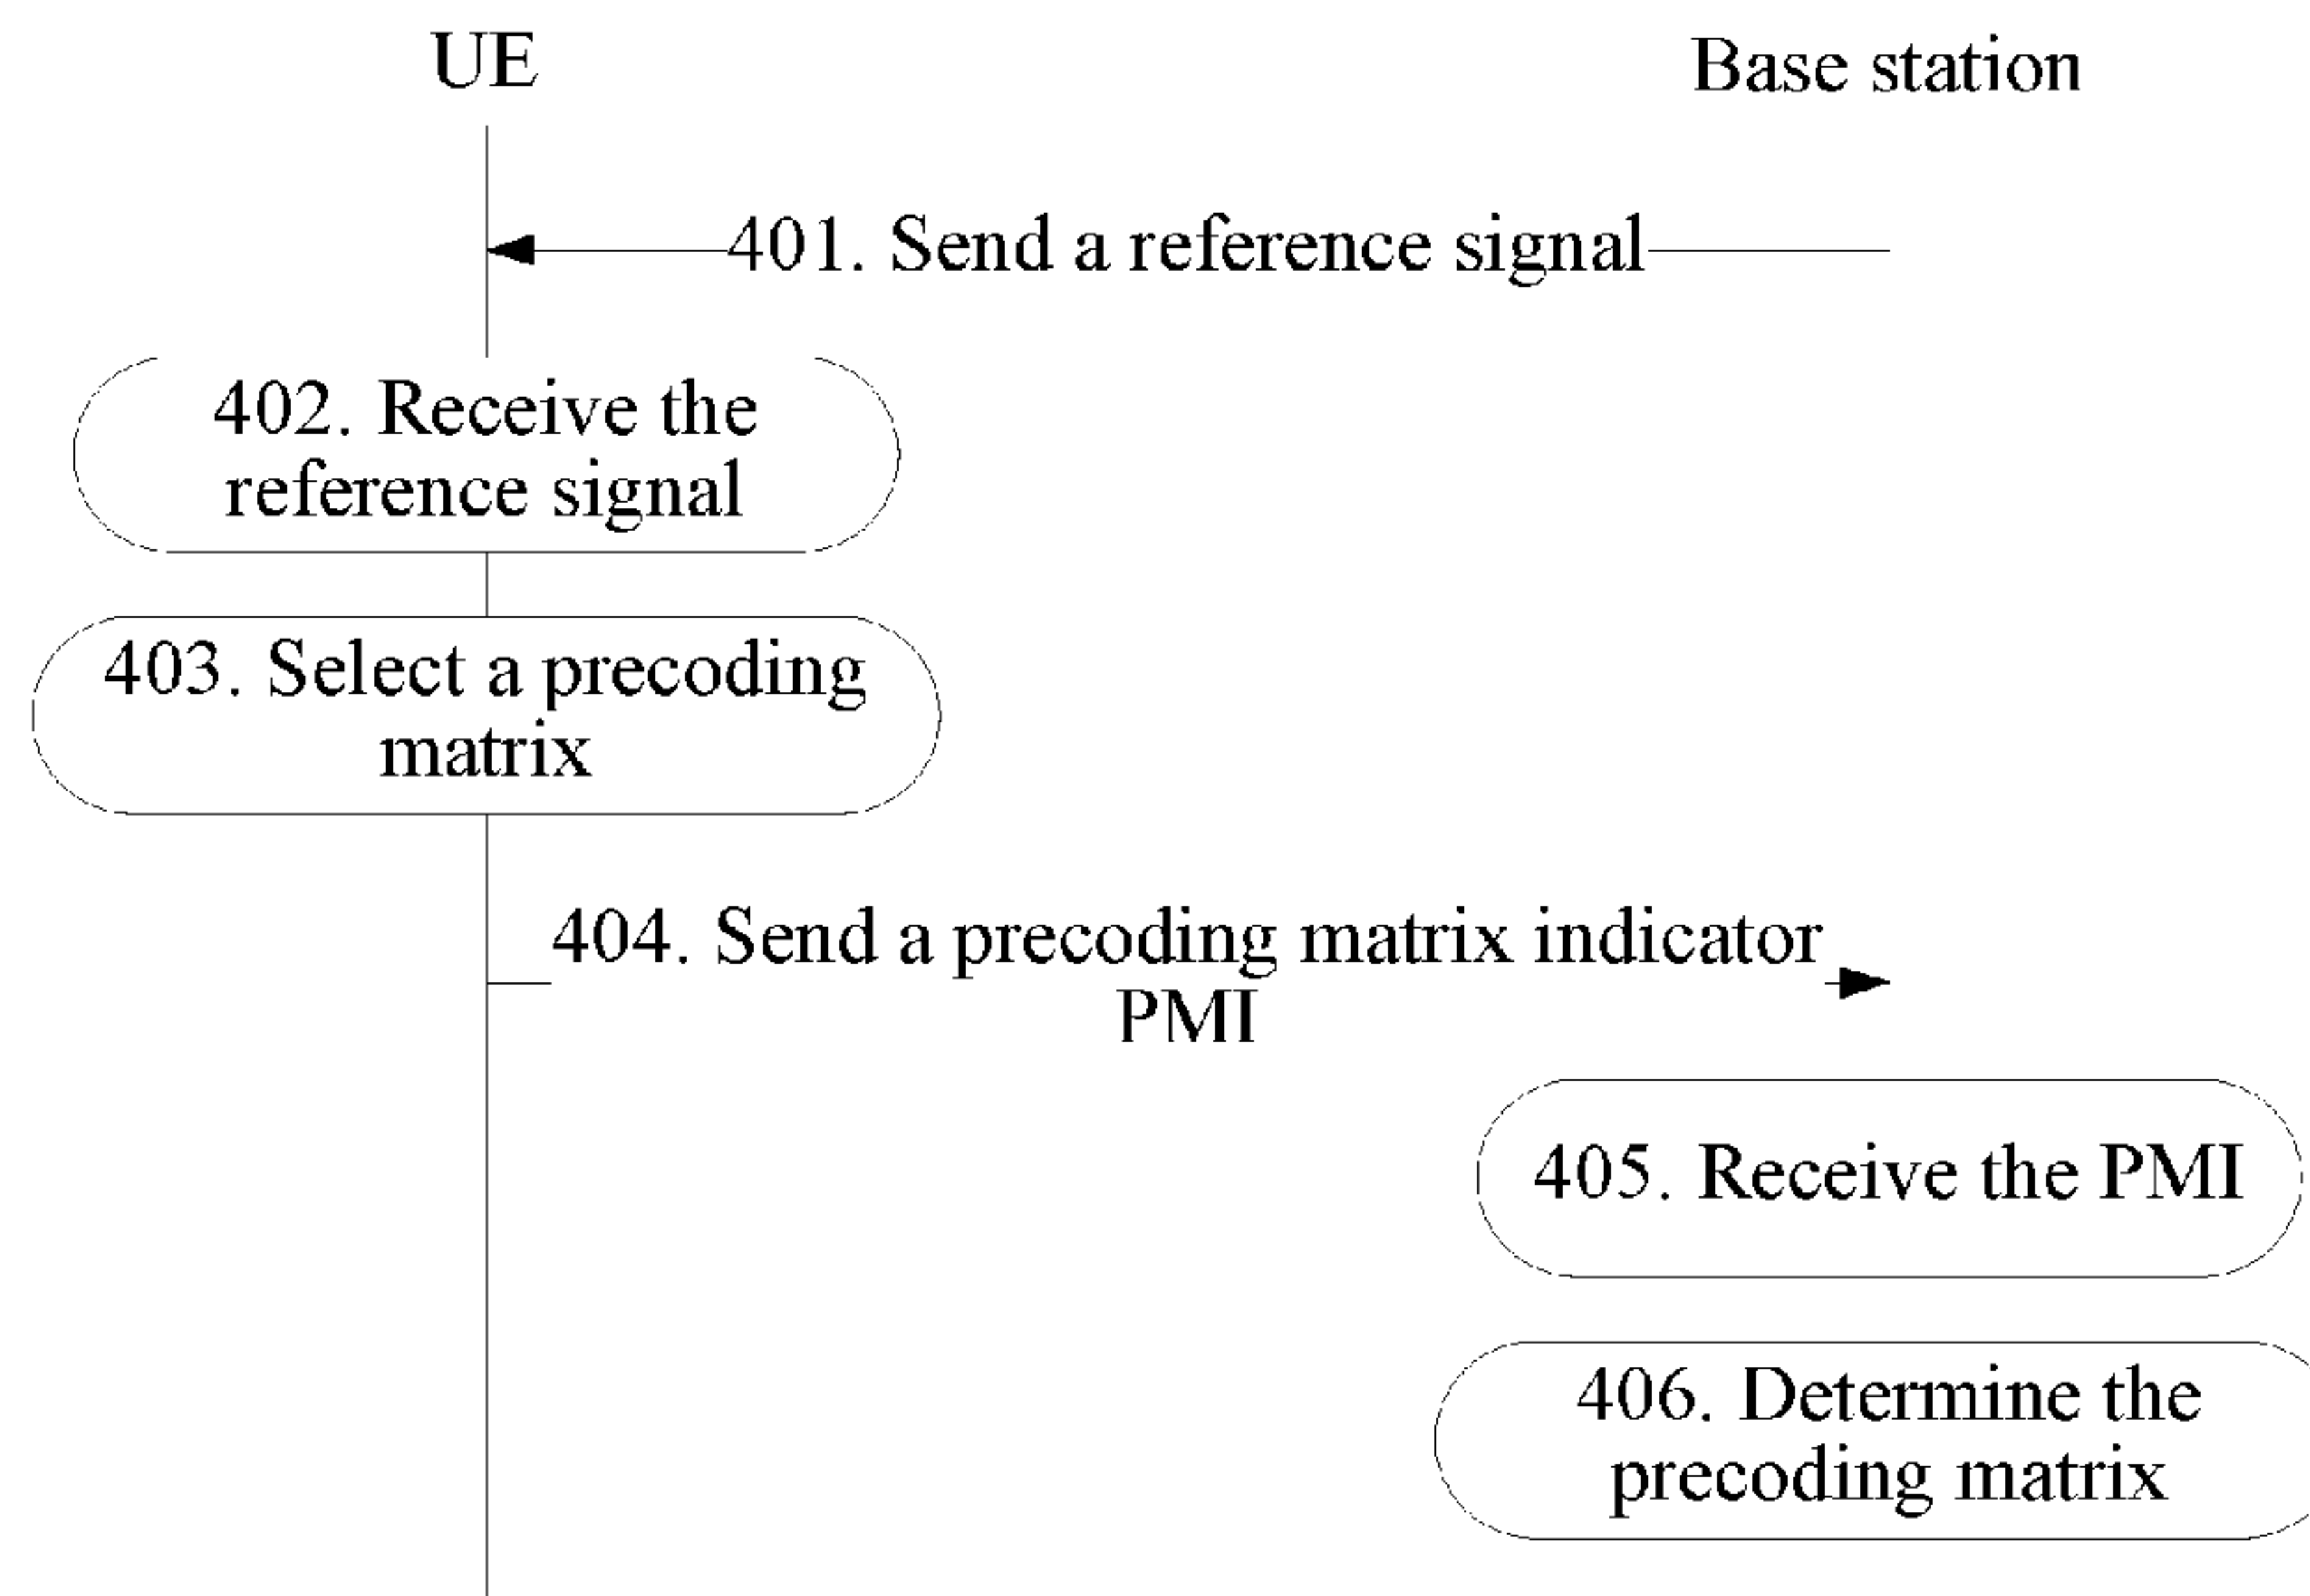 UE
Base station
401. Send a reference signal
402. Receive the
reference signal
403. Select a precoding
matrix
404. Send a precoding matrix indicator
PMI
405. Receive the PMI
406. Determine the
precoding matrix